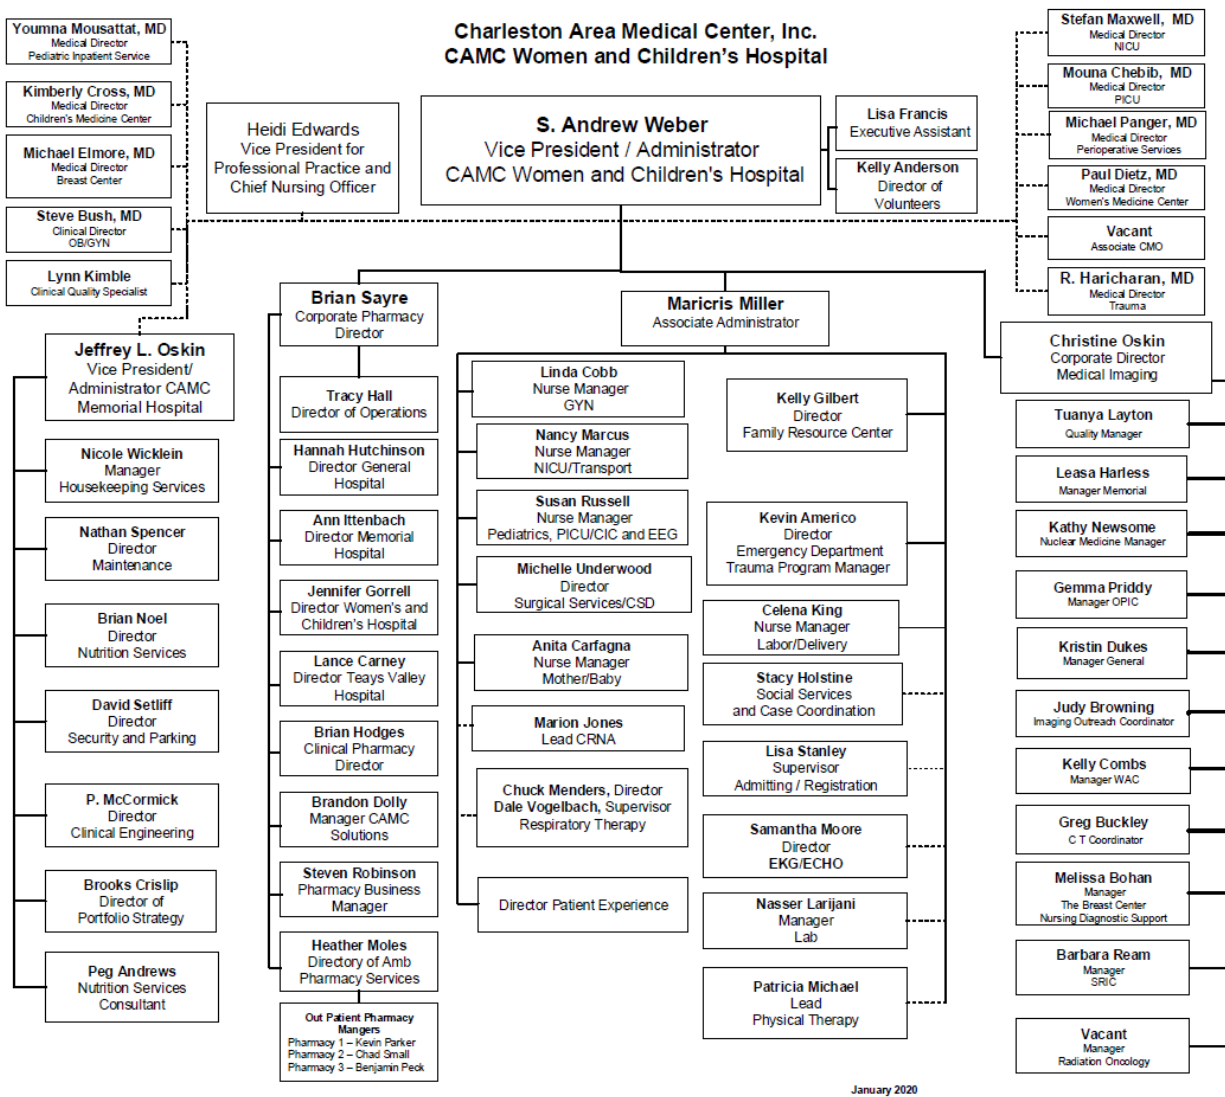 Charleston Area Medical Center, Inc.
CAMC Women and Children's Hospital
Youmna Mousattat, MD
Medical Director
Pediatric Inpatient Service
Kimberly Cross, MD
Medical Director
Children's Medicine Center
Michael Elmore, MD
Medical Director
Breast Center
Steve Bush, MD
Clinical Director
OB/GYN
Lynn Kimble
Clinical Quality Specialist
Heidi Edwards
Vice President for
Professional Practice and
Chief Nursing Officer
S. Andrew Weber
Vice President / Administrator
CAMC Women and Children's Hospital
Lisa Francis
Executive Assistant
Kelly Anderson
Director of
Volunteers
Stefan Maxwell, MD
Medical Director
NICU
Mouna Chebib, MD
Medical Director
PICU
Michael Panger, MD
Medical Director
Perioperative Services
Paul Dietz, MD
Medical Director
Women's Medicine Center
Vacant
Associate CMO
R. Haricharan, MD
Medical Director
Trauma
Jeffrey L. Oskin
Vice President/
Administrator CAMC
Memorial Hospital
Nicole Wicklein
Manager
Housekeeping Services
Nathan Spencer
Director
Maintenance
Brian Noel
Director
Nutrition Services
David Setliff
Director
Security and Parking
P. McCormick
Director
Clinical Engineering
Brooks Crislip
Director of
Portfolio Strategy
Peg Andrews
Nutrition Services
Consultant
Brian Sayre
Corporate Pharmacy
Director
Tracy Hall
Director of Operations
Hannah Hutchinson
Director General
Hospital
Ann Ittenbach
Director Memorial
Hospital
Jennifer Gorrell
Director Women's and
Children's Hospital
Lance Carney
Director Teays Valley
Hospital
Brian Hodges
Clinical Pharmacy
Director
Brandon Dolly
Manager CAMC
Solutions
Steven Robinson
Pharmacy Business
Manager
Heather Moles
Directory of Amb
Pharmacy Services
Out Patient Pharmacy
Mangers
Pharmacy 1 – Kevin Parker
Pharmacy 2 – Chad Small
Pharmacy 3 – Benjamin Peck
Maricris Miller
Associate Administrator
Linda Cobb
Nurse Manager
GYN
Nancy Marcus
Nurse Manager
NICU/Transport
Susan Russell
Nurse Manager
Pediatrics, PICU/CIC and EEG
Michelle Underwood
Director
Surgical Services/CSD
Anita Carfagna
Nurse Manager
Mother/Baby
Marion Jones
Lead CRNA
Chuck Menders, Director
Dale Vogelbach, Supervisor
Respiratory Therapy
Director Patient Experience
Kelly Gilbert
Director
Family Resource Center
Kevin Americo
Director
Emergency Department
Trauma Program Manager
Celena King
Nurse Manager
Labor/Delivery
Stacy Holstine
Social Services
and Case Coordination
Lisa Stanley
Supervisor
Admitting / Registration
Samantha Moore
Director
EKG/ECHO
Nasser Larijani
Manager
Lab
Patricia Michael
Lead
Physical Therapy
Christine Oskin
Corporate Director
Medical Imaging
Tuanya Layton
Quality Manager
Leasa Harless
Manager Memorial
Kathy Newsome
Nuclear Medicine Manager
Gemma Priddy
Manager OPIC
Kristin Dukes
Manager General
Judy Browning
Imaging Outreach Coordinator
Kelly Combs
Manager WAC
Greg Buckley
C T Coordinator
Melissa Bohan
Manager
The Breast Center
Nursing Diagnostic Support
Barbara Ream
Manager
SRIC
Vacant
Manager
Radiation Oncology
January 2020